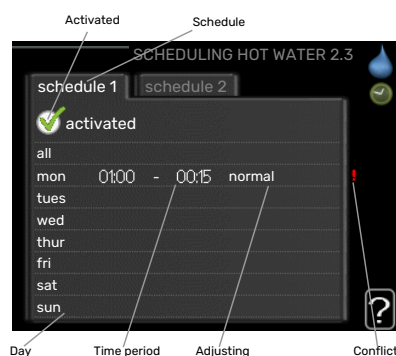 Activated Schedule
SCHEDULING HOT WATER 2.3
schedule 1 schedule 2
activated
all
mon 01:00 - 00:15 normal !
tues
wed
thur
fri
sat
sun
?
Day Time period Adjusting Conflict